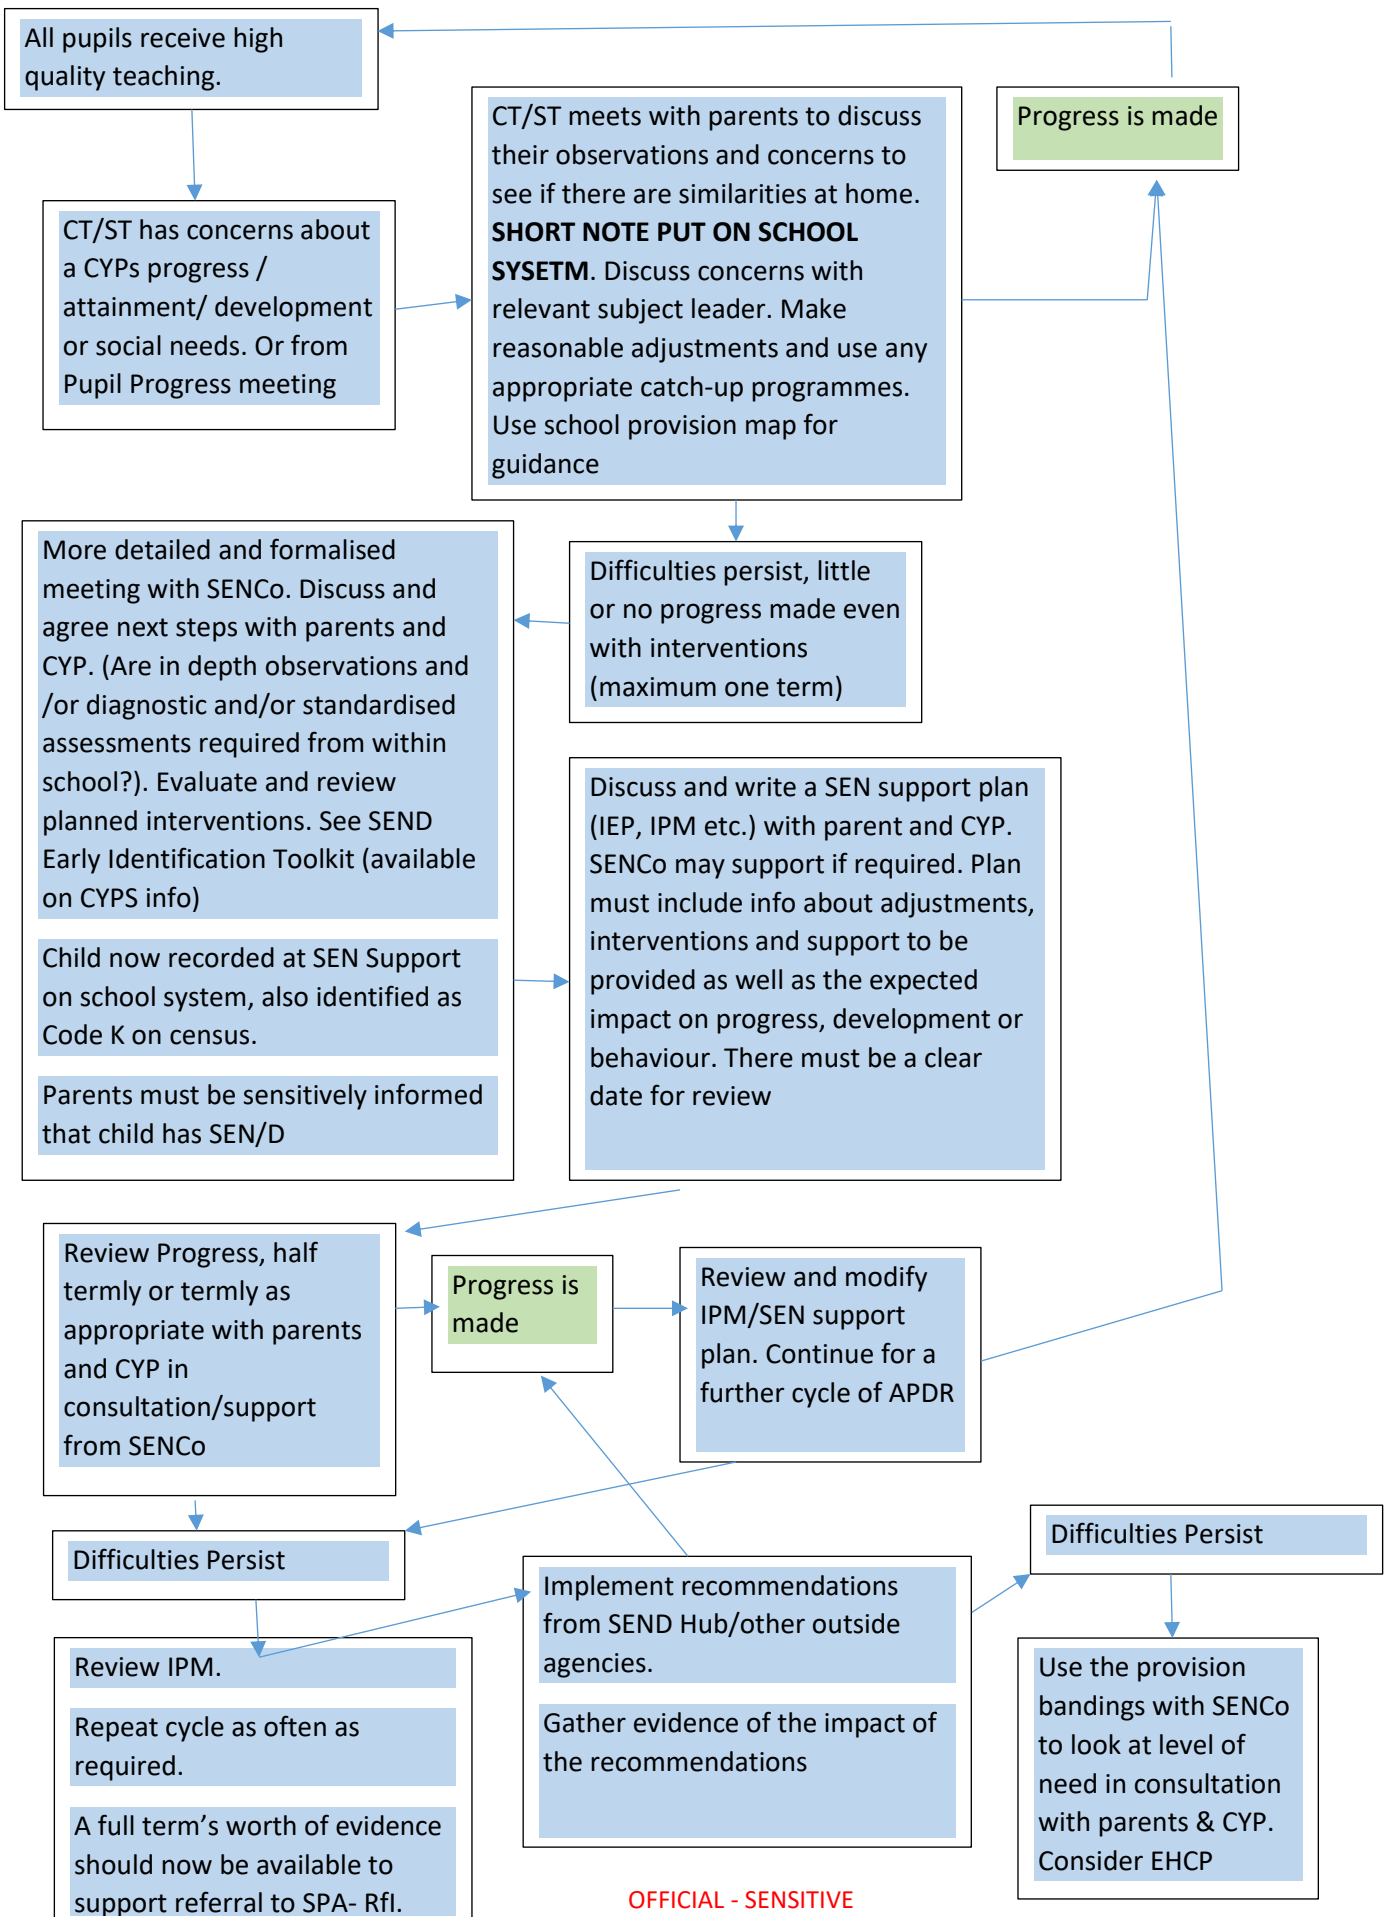 All pupils receive high
quality teaching.
Progress is made
CT/ST meets with parents to discuss
their observations and concerns to
see if there are similarities at home.
SHORT NOTE PUT ON SCHOOL
SYSETM. Discuss concerns with
relevant subject leader. Make
reasonable adjustments and use any
appropriate catch-up programmes.
Use school provision map for
guidance
CT/ST has concerns about
a CYPs progress /
attainment/ development
or social needs. Or from
Pupil Progress meeting
Difficulties persist, little
or no progress made even
with interventions
(maximum one term)
More detailed and formalised
meeting with SENCo. Discuss and
agree next steps with parents and
CYP. (Are in depth observations and
/or diagnostic and/or standardised
assessments required from within
school?). Evaluate and review
planned interventions. See SEND
Early Identification Toolkit (available
on CYPS info)
Child now recorded at SEN Support
on school system, also identified as
Code K on census.
Parents must be sensitively informed
that child has SEN/D
Discuss and write a SEN support plan
(IEP, IPM etc.) with parent and CYP.
SENCo may support if required. Plan
must include info about adjustments,
interventions and support to be
provided as well as the expected
impact on progress, development or
behaviour. There must be a clear
date for review
Review Progress, half
termly or termly as
appropriate with parents
and CYP in
consultation/support
from SENCo
Progress is
made
Review and modify
IPM/SEN support
plan. Continue for a
further cycle of APDR
Difficulties Persist
Difficulties Persist
Implement recommendations
from SEND Hub/other outside
agencies.
Gather evidence of the impact of
the recommendations
Review IPM.
Repeat cycle as often as
required.
A full term’s worth of evidence
should now be available to
support referral to SPA- RfI.
Use the provision
bandings with SENCo
to look at level of
need in consultation
with parents & CYP.
Consider EHCP
OFFICIAL - SENSITIVE